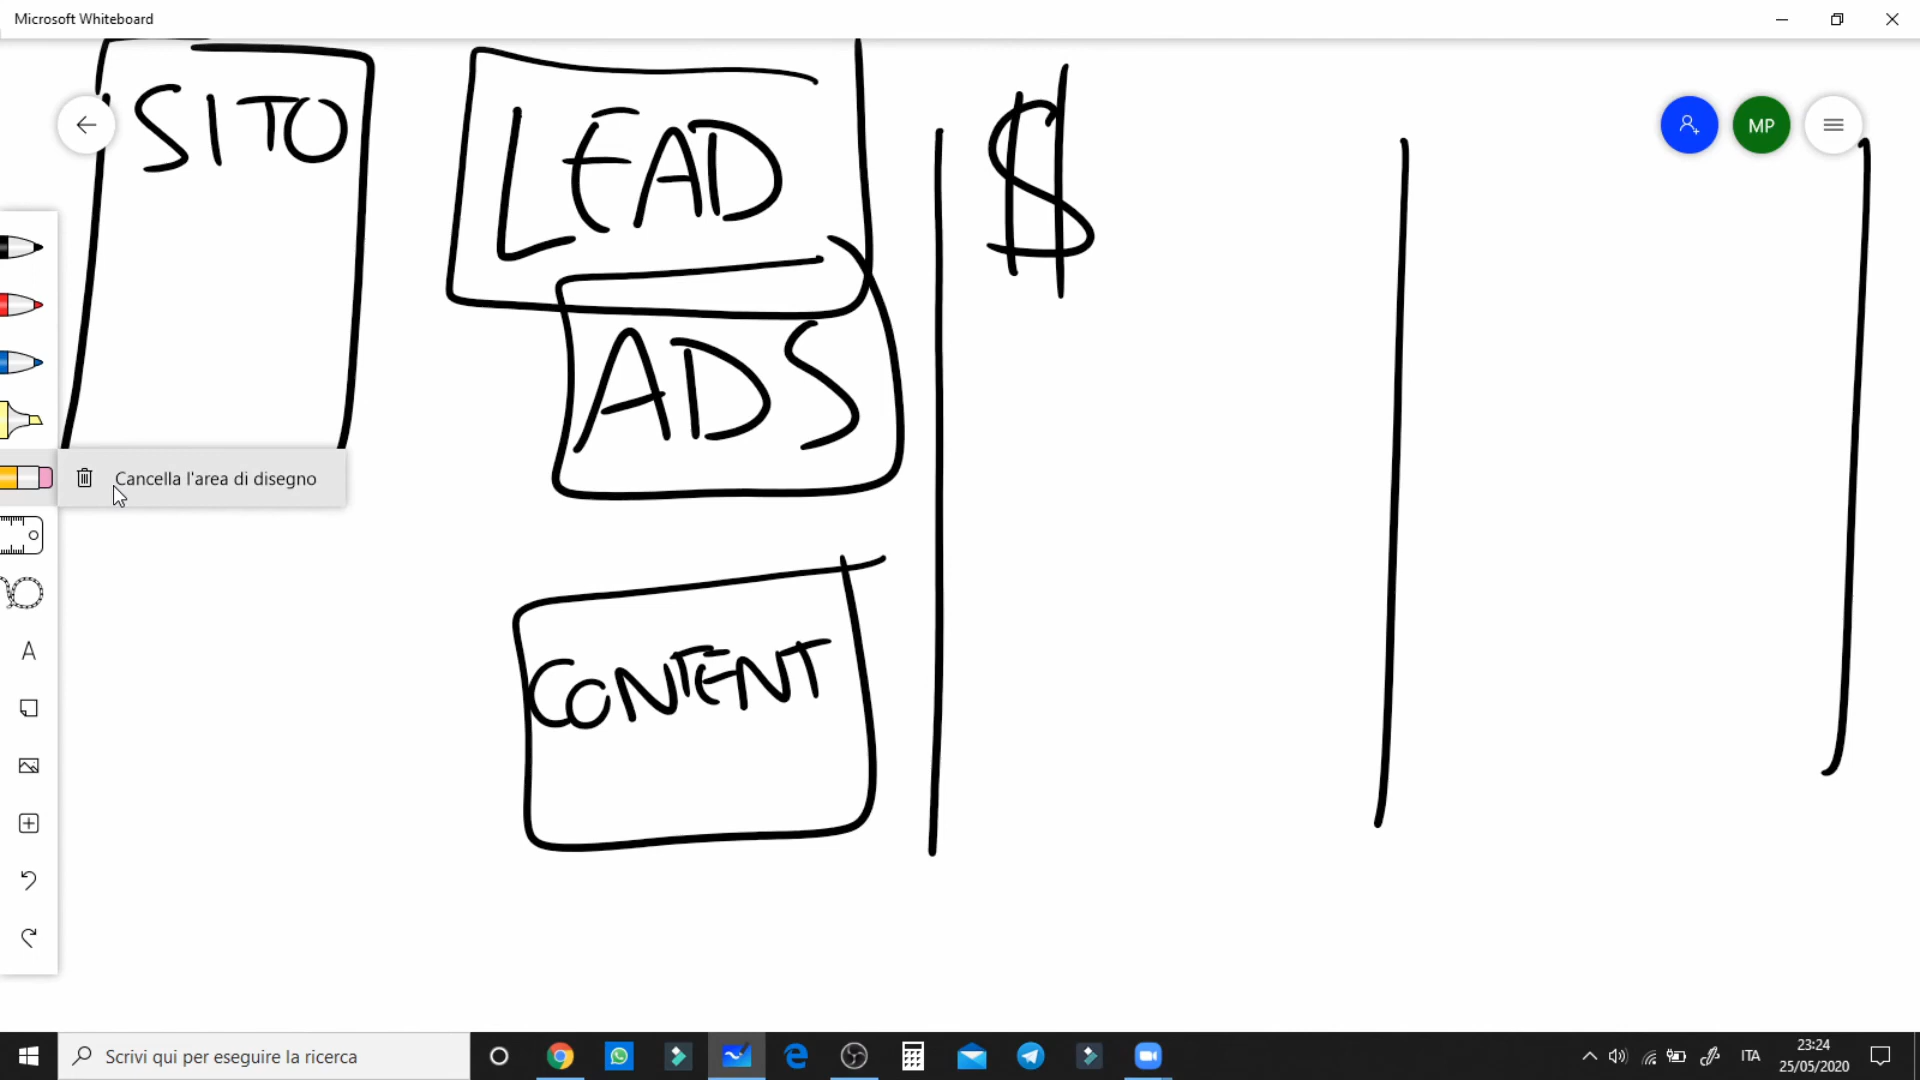 Microsoft Whiteboard
SITO
LEAD
$
MP
ADS
Cancella l'area di disegno
CONTENT
A
Scrivi qui per eseguire la ricerca
ITA
23:24
25/05/2020